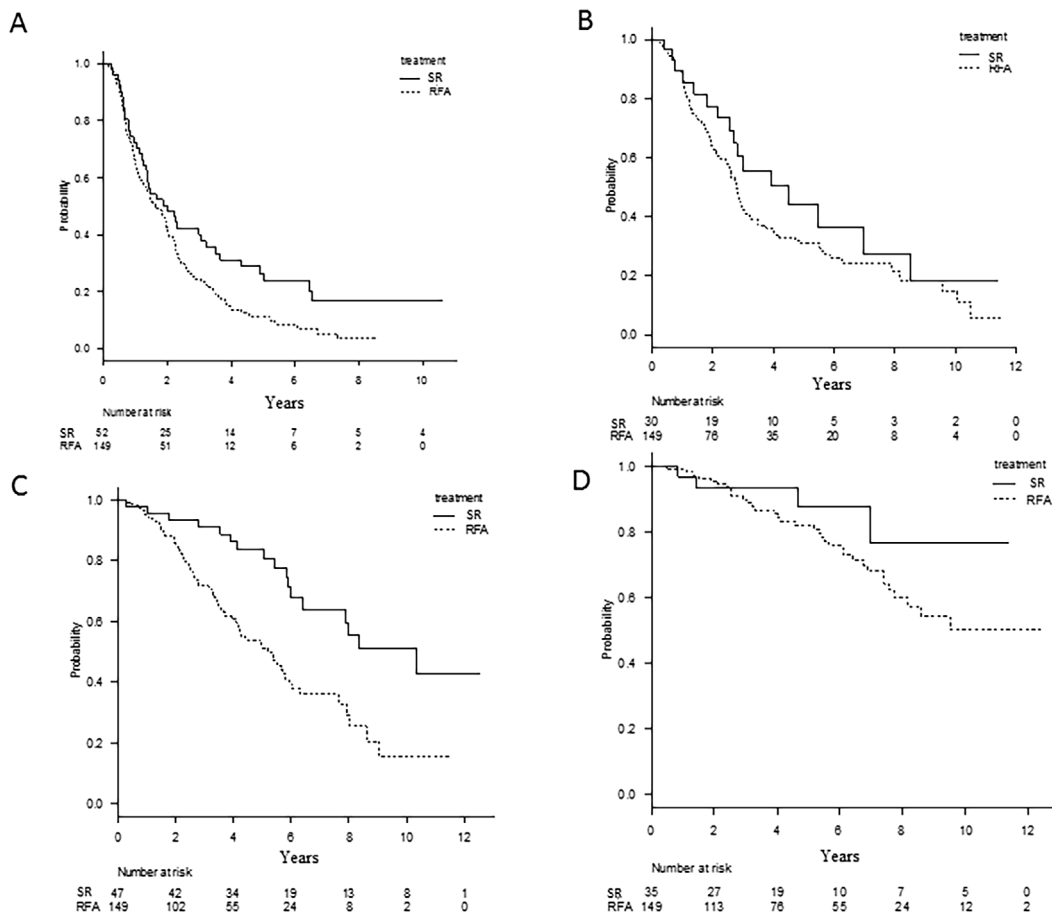 A
treatment
SR
RFA
1.0
0.8
0.6
0.4
0.2
0.0
Probability
0 2 4 6 8 10
Years
Number at risk
SR 52 25 14 7 5 4
RFA 149 51 12 6 2 0
B
treatment
SR
RFA
1.0
0.8
0.6
0.4
0.2
0.0
Probability
0 2 4 6 8 10 12
Years
Number at risk
SR 30 19 10 5 3 2 0
RFA 149 76 35 20 8 4 0
C
treatment
SR
RFA
1.0
0.8
0.6
0.4
0.2
0.0
Probability
0 2 4 6 8 10 12
Years
Number at risk
SR 47 42 34 19 13 8 1
RFA 149 102 55 24 8 2 0
D
treatment
SR
RFA
1.0
0.8
0.6
0.4
0.2
0.0
Probability
0 2 4 6 8 10 12
Years
Number at risk
SR 35 27 19 10 7 5 0
RFA 149 113 76 55 24 12 2